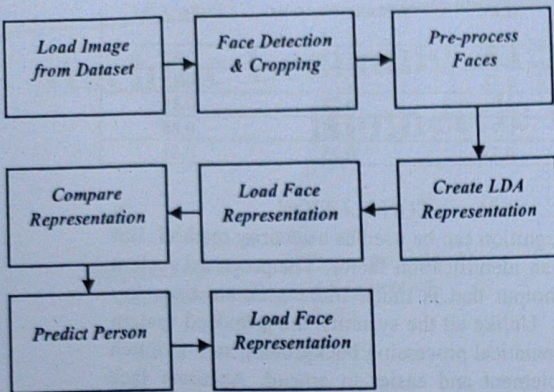 Load Image
from Dataset
Face Detection
& Cropping
Pre-process
Faces
Create LDA
Representation
Load Face
Representation
Compare
Representation
Predict Person
Load Face
Representation